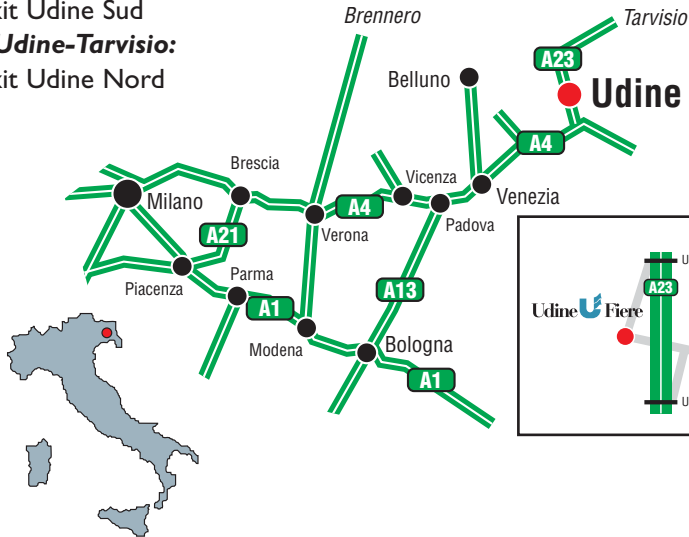 xit Udine Sud
Udine-Tarvisio:
xit Udine Nord
Brennero
Tarvisio
A23
Belluno
Udine
A4
Brescia
Vicenza
Venezia
Milano
A4
Padova
A21
Verona
Piacenza
Parma
A13
A1
Modena
Bologna
A1
U
A23
Udine Fiere
U